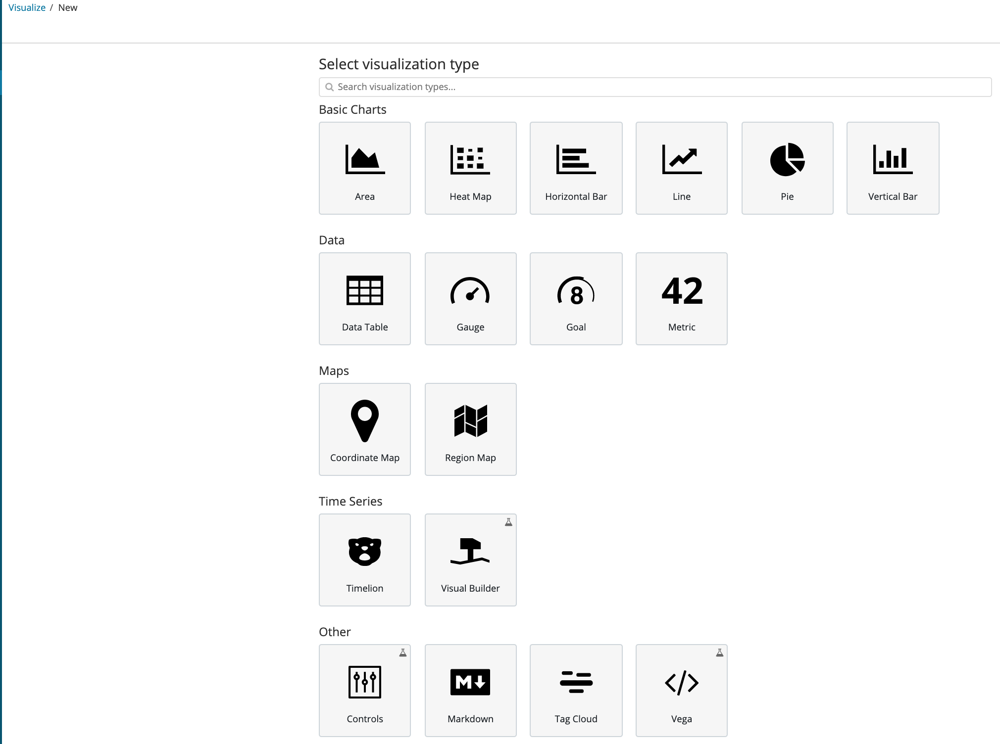 Visualize / New
Select visualization type
Search visualization types...
Basic Charts
Area Heat Map Horizontal Bar Line Pie Vertical Bar
Data
8 42
Data Table Gauge Goal Metric
Maps
Coordinate Map Region Map
Time Series
Timelion Visual Builder
Other
M </>
Controls Markdown Tag Cloud Vega